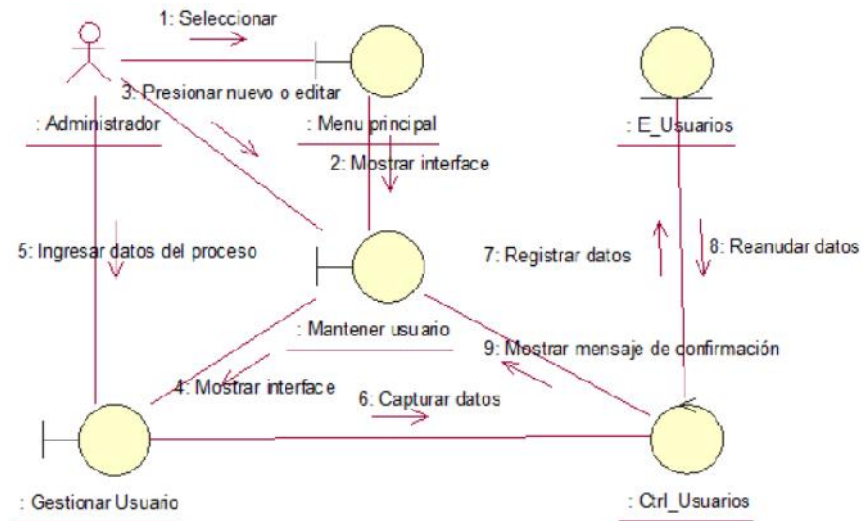 1: Seleccionar
3: Presionar nuevo o editar
: Administrador
: Menu principal
: E_Usuarios
2: Mostrar interface
5: Ingresar datos del proceso
7: Registrar datos
8: Reanudar datos
: Mantener usuario
9: Mostrar mensaje de confirmación
4: Mostrar interface
6: Capturar datos
: Gestionar Usuario
: Ctrl_Usuarios